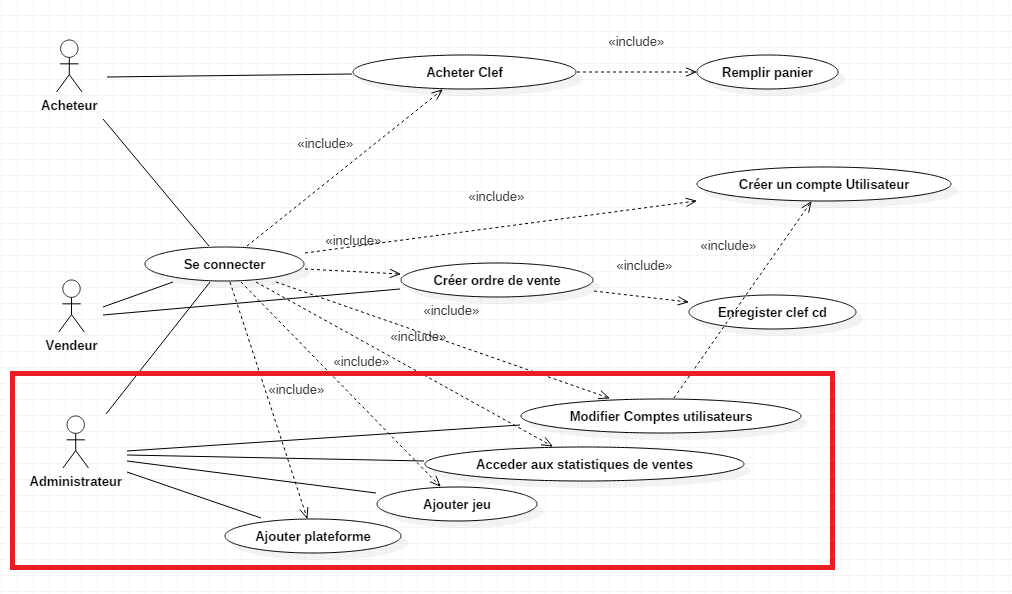 «include»
Acheter Clef
Remplir panier
Acheteur
«include»
Créer un compte Utilisateur
«include»
«include»
«include»
Se connecter
«include»
Créer ordre de vente
«include»
Enregister clef cd
«include»
Vendeur
«include»
«include»
Modifier Comptes utilisateurs
Acceder aux statistiques de ventes
Administrateur
Ajouter jeu
Ajouter plateforme